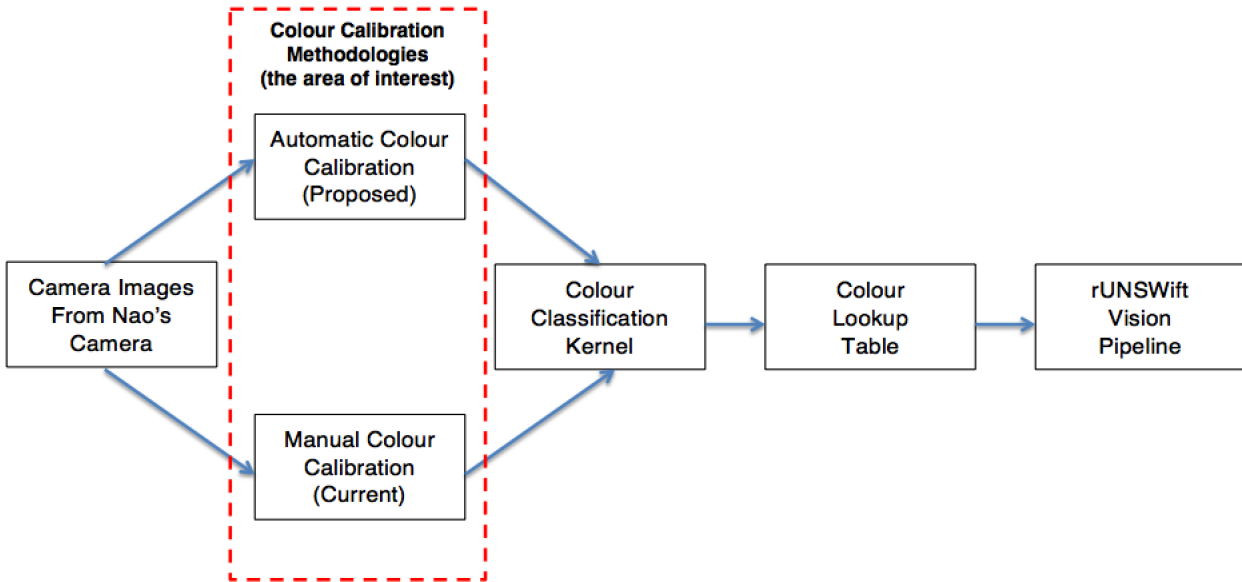 Colour Calibration
Methodologies
(the area of interest)
Automatic Colour
Calibration
(Proposed)
Camera Images
From Nao's
Camera
Colour
Classification
Kernel
Colour
Lookup
Table
rUNSWift
Vision
Pipeline
Manual Colour
Calibration
(Current)